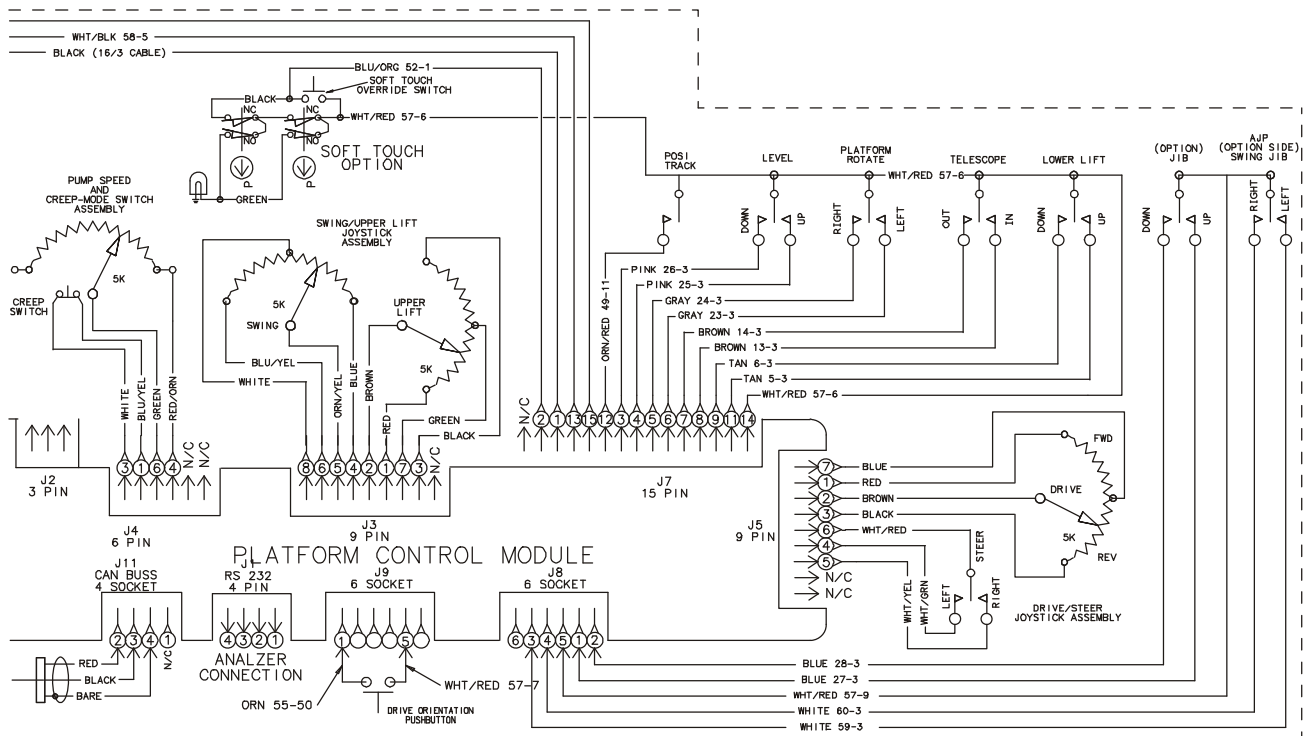 WHT/BLK 58-5
BLACK (16/3 CABLE)
BLU/ORG 52-1
SOFT TOUCH
OVERRIDE SWITCH
BLACK
NC
NC
WHT/RED 57-6
NO
NO
SOFT TOUCH
OPTION
P
P
GREEN
POSI
TRACK
LEVEL
PLATFORM
ROTATE
WHT/RED 57-6
TELESCOPE
LOWER LIFT
(OPTION)
JIB
AJP
(OPTION SIDE)
SWING JIB
DOWN
UP
RIGHT
LEFT
OUT
IN
DOWN
UP
DOWN
UP
RIGHT
LEFT
PUMP SPEED
AND
CREEP-MODE SWITCH
ASSEMBLY
5K
CREEP
SWITCH
WHITE
BLU/YEL
GREEN
RED/ORN
N/C
N/C
SWING/UPPER LIFT
JOYSTICK
ASSEMBLY
5K
SWING
UPPER
LIFT
5K
BLU/YEL
WHITE
ORN/YEL
BLUE
BROWN
RED
GREEN
BLACK
N/C
N/C
ORN/RED 49-11
PINK 26-3
PINK 25-3
GRAY 24-3
GRAY 23-3
BROWN 14-3
BROWN 13-3
TAN 6-3
TAN 5-3
WHT/RED 57-6
2 1 13 15 12 3 4 5 6 7 8 9 11 14
J2
3 PIN
3 1 6 4
J4
6 PIN
8 6 5 4 2 1 7 3
J3
9 PIN
J7
15 PIN
J5
9 PIN
7 BLUE
1 RED
2 BROWN
3 BLACK
6 WHT/RED
4
5
N/C
N/C
FWD
DRIVE
5K
REV
STEER
WHT/YEL
WHT/GRN
LEFT
RIGHT
DRIVE/STEER
JOYSTICK ASSEMBLY
PLATFORM CONTROL MODULE
J11
CAN BUSS
4 SOCKET
2 3 4 1
N/C
RED
BLACK
BARE
J1
RS 232
4 PIN
4 3 2 1
ANALZER
CONNECTION
J9
6 SOCKET
1 5
ORN 55-50
WHT/RED 57-7
DRIVE ORIENTATION
PUSHBUTTON
J8
6 SOCKET
6 3 4 5 1 2
BLUE 28-3
BLUE 27-3
WHT/RED 57-9
WHITE 60-3
WHITE 59-3